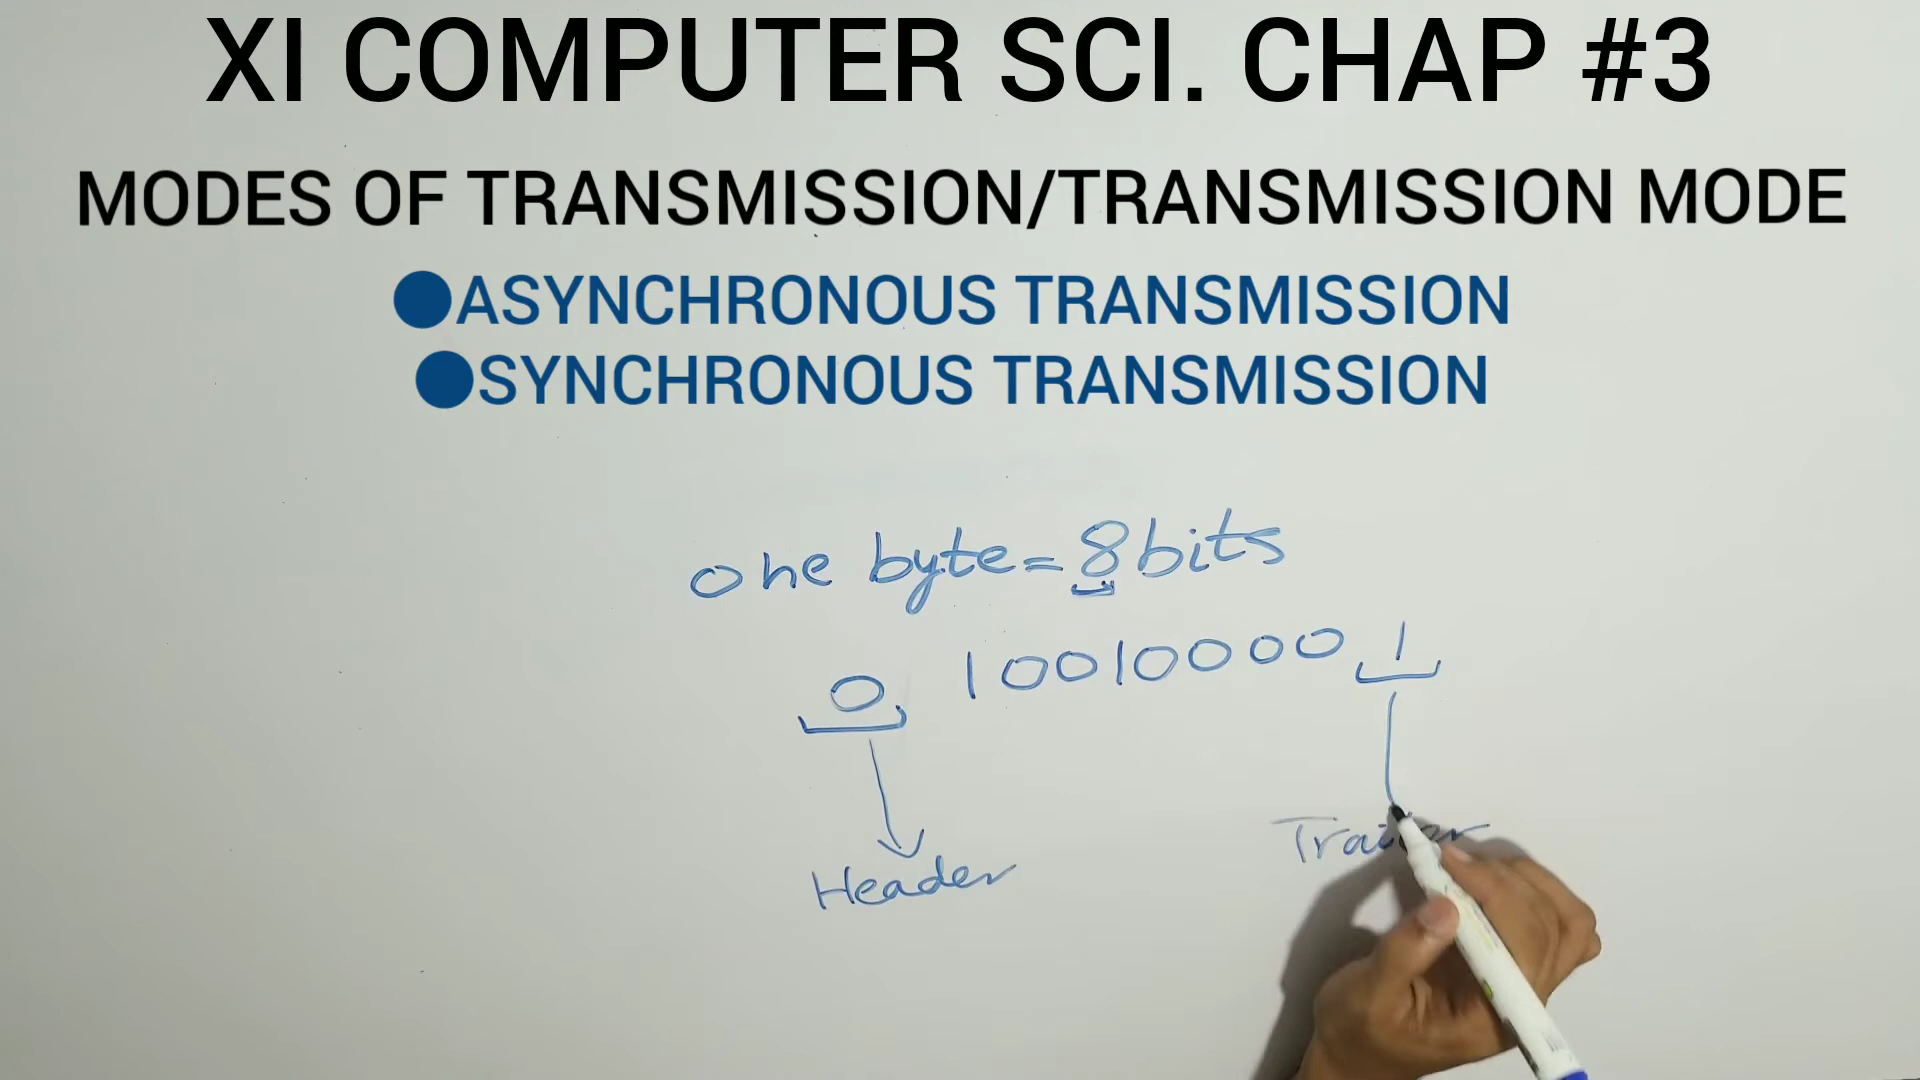 XI COMPUTER SCI. CHAP #3
MODES OF TRANSMISSION/TRANSMISSION MODE
●ASYNCHRONOUS TRANSMISSION
●SYNCHRONOUS TRANSMISSION
one byte = 8 bits
0 10010000 1
Header